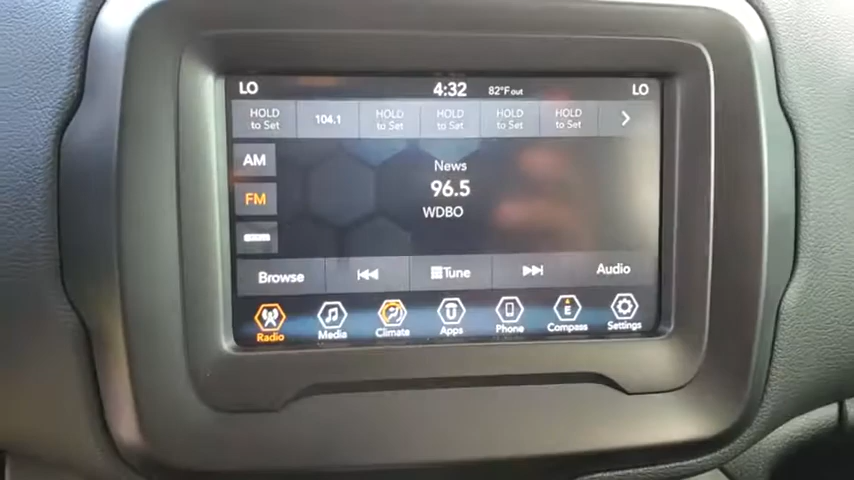 LO 4:32 82°F out LO
HOLD to Set 104.1 HOLD to Set HOLD to Set HOLD to Set HOLD to Set
AM
FM
News
96.5
WDBO
Browse Tune Audio
Radio Media Climate Apps Phone E Compass Settings